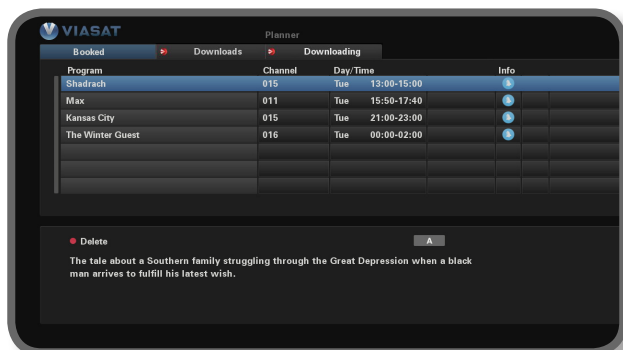 VIASAT
Planner
Booked Downloads Downloading
Program Channel Day/Time Info
Shadrach 015 Tue 13:00-15:00
Max 011 Tue 15:50-17:40
Kansas City 015 Tue 21:00-23:00
The Winter Guest 016 Tue 00:00-02:00
Delete A
The tale about a Southern family struggling through the Great Depression when a black
man arrives to fulfill his latest wish.